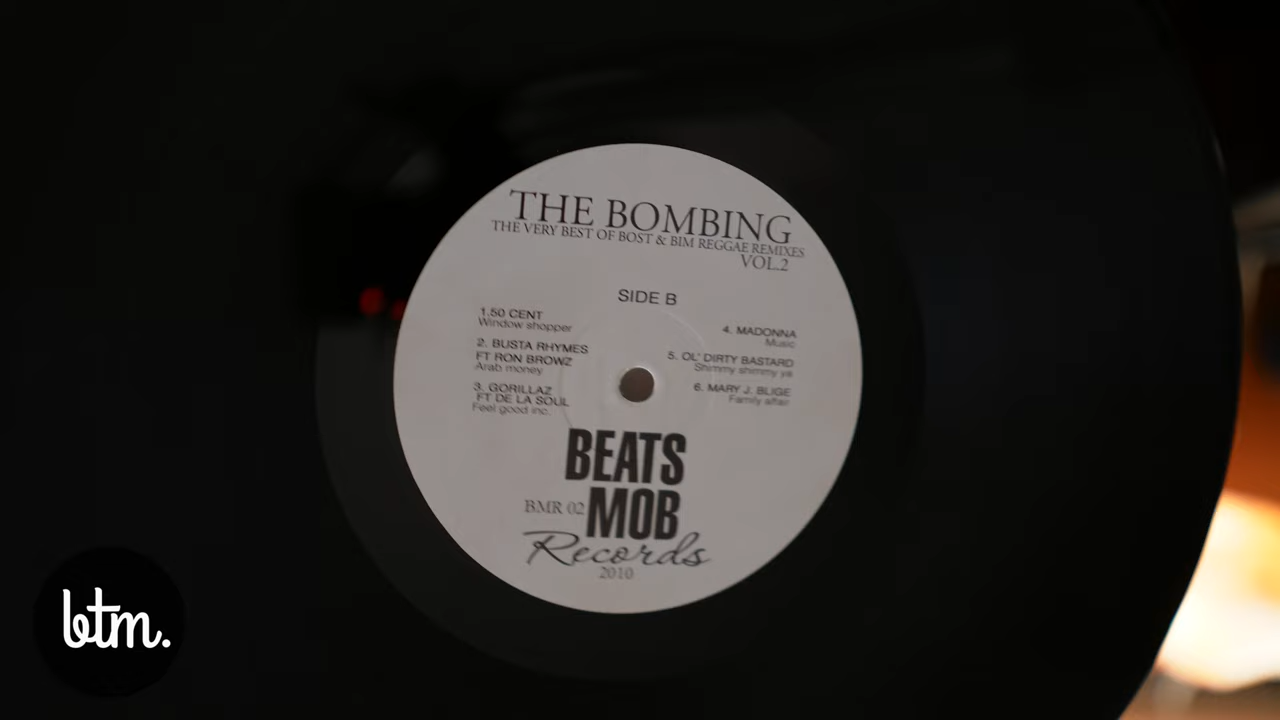 THE BOMBING
THE VERY BEST OF BOST & BIM REGGAE REMIXES
VOL.2
SIDE B
1.50 CENT
Window shopper
2. BUSTA RHYMES
FT RON BROWZ
Arab money
3. GORILLAZ
FT DE LA SOUL
Feel good inc.
4. MADONNA
Music
5. OL' DIRTY BASTARD
Shimmy shimmy ya
6. MARY J. BLIGE
Family affair
BEATS
MOB
BMR 02
Records
2010
btm.